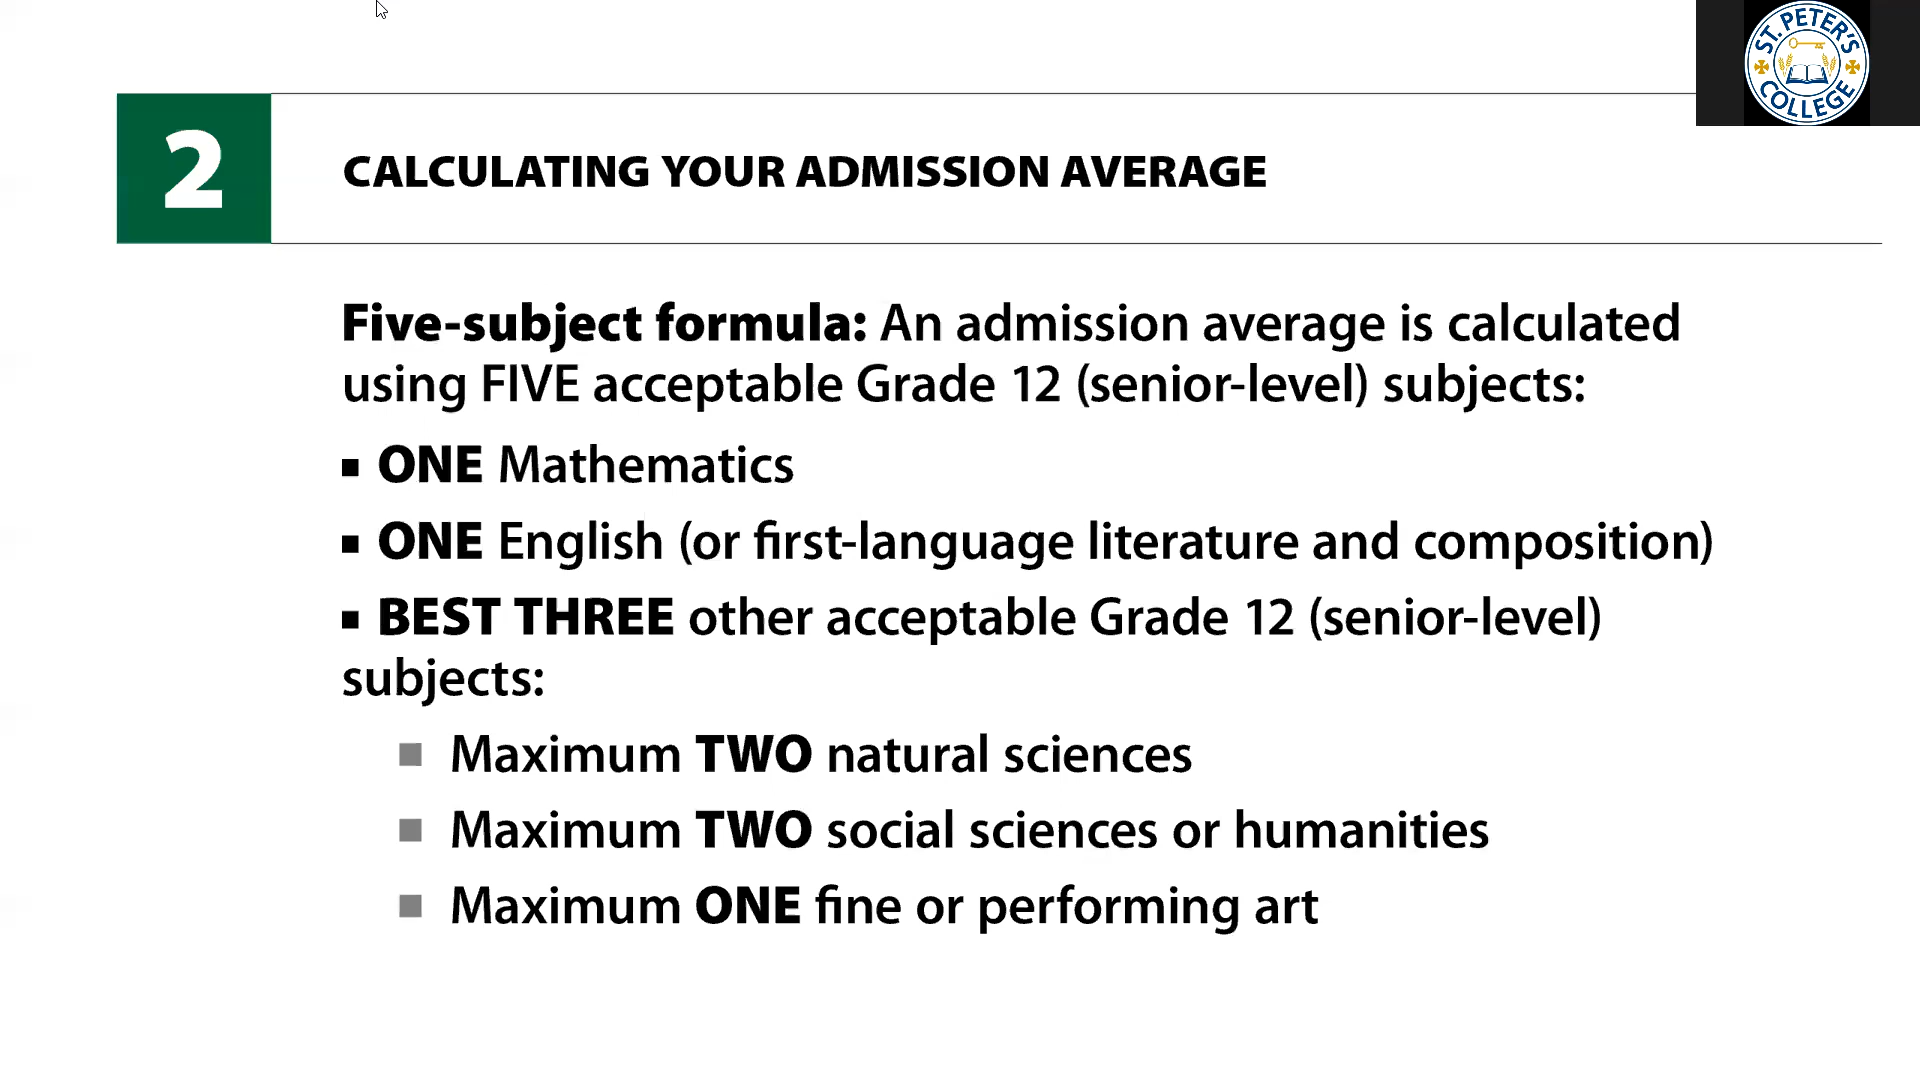 ST. PETER'S
COLLEGE
2
CALCULATING YOUR ADMISSION AVERAGE
Five-subject formula: An admission average is calculated
using FIVE acceptable Grade 12 (senior-level) subjects:
▪ ONE Mathematics
▪ ONE English (or first-language literature and composition)
▪ BEST THREE other acceptable Grade 12 (senior-level)
subjects:
▪ Maximum TWO natural sciences
▪ Maximum TWO social sciences or humanities
▪ Maximum ONE fine or performing art